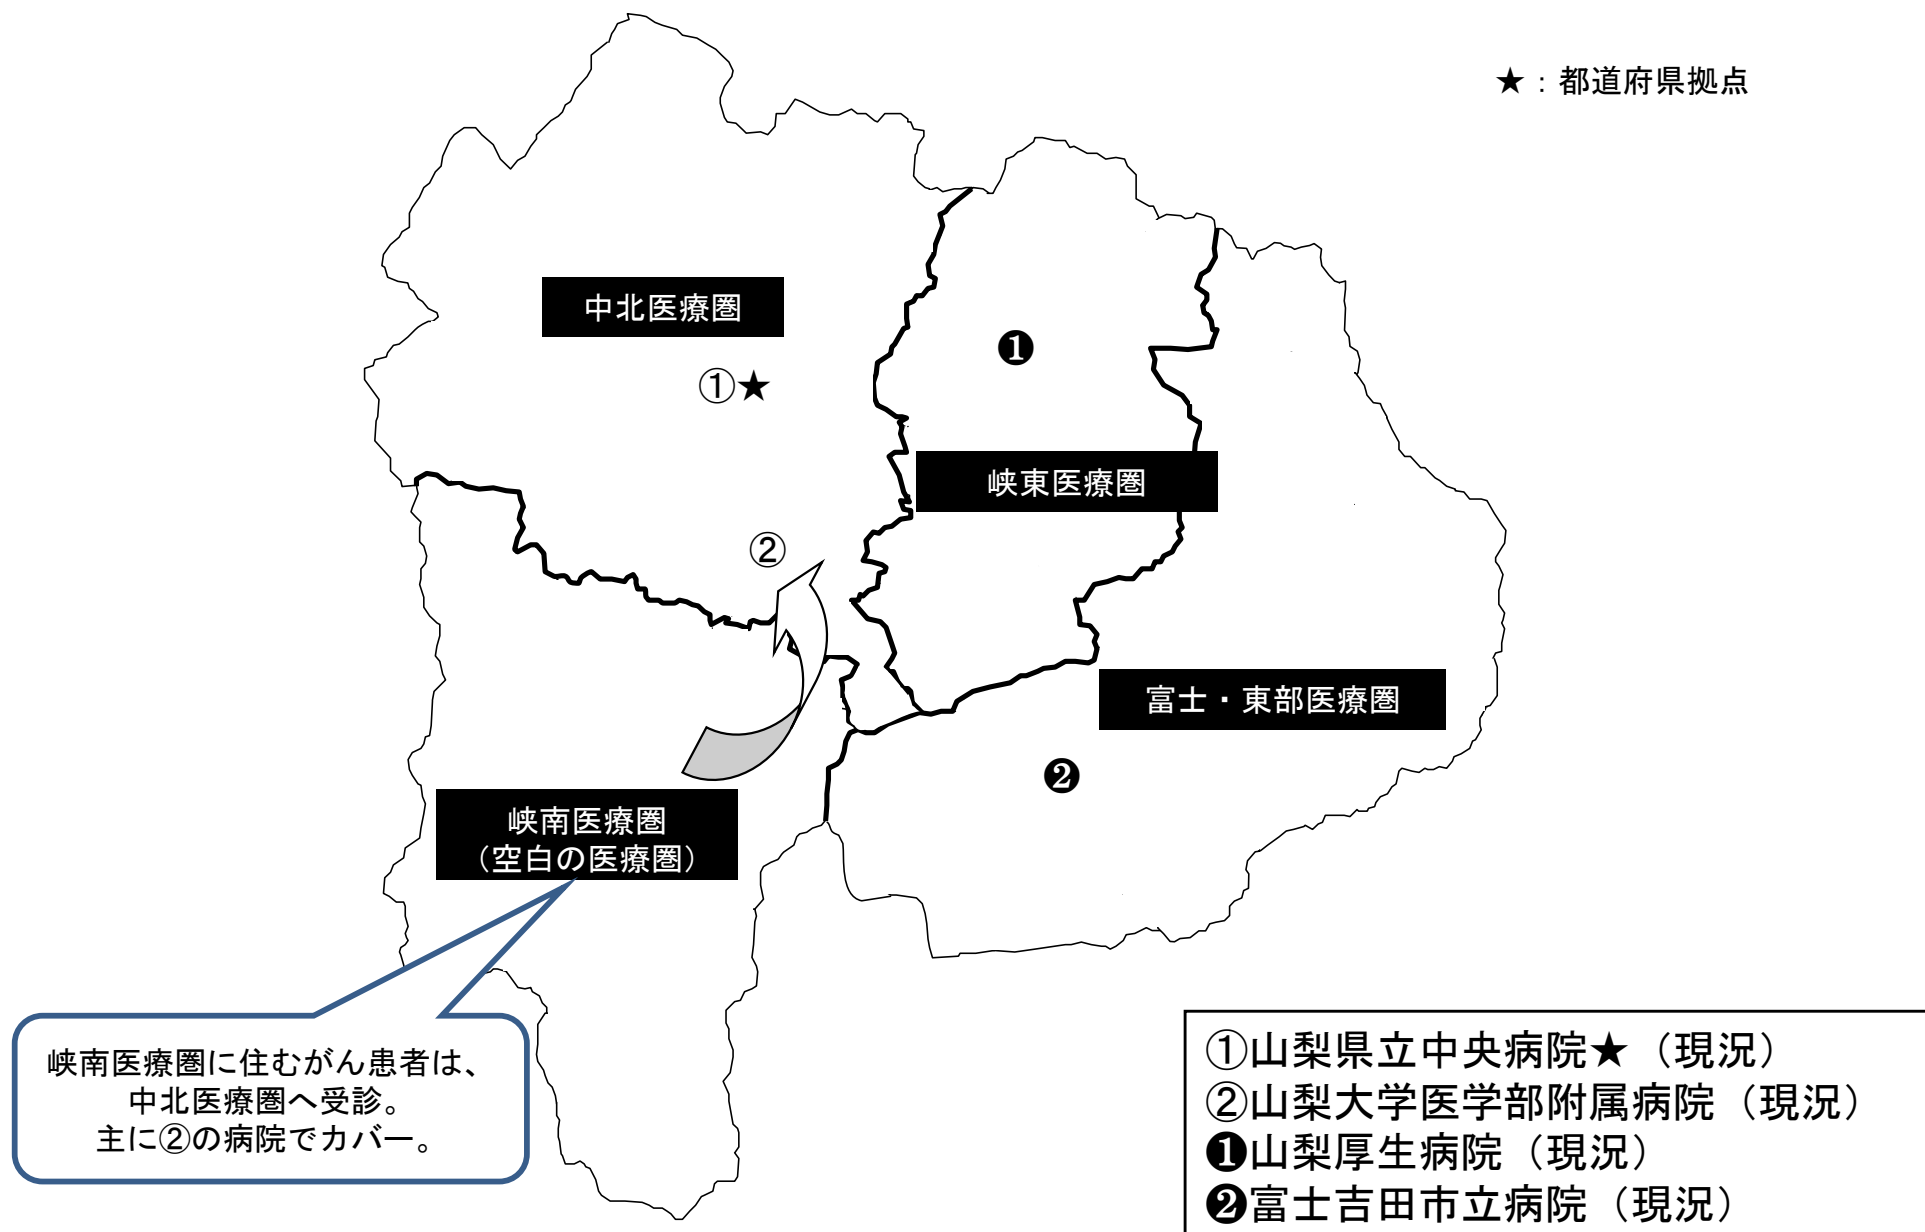 ★：都道府県拠点
中北医療圏
❶
①★
峡東医療圏
②
富士・東部医療圏
❷
峡南医療圏
（空白の医療圏）
峡南医療圏に住むがん患者は、
中北医療圏へ受診。
主に②の病院でカバー。
①山梨県立中央病院★（現況）
②山梨大学医学部附属病院（現況）
❶山梨厚生病院（現況）
❷富士吉田市立病院（現況）